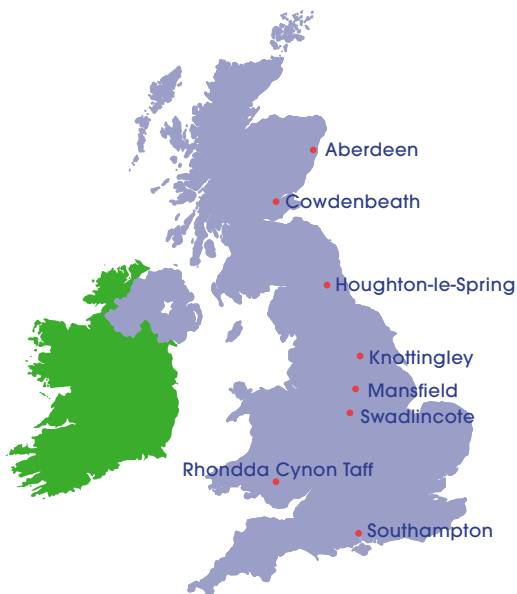 Aberdeen
Cowdenbeath
Houghton-le-Spring
Knottingley
Mansfield
Swadlincote
Rhondda Cynon Taff
Southampton